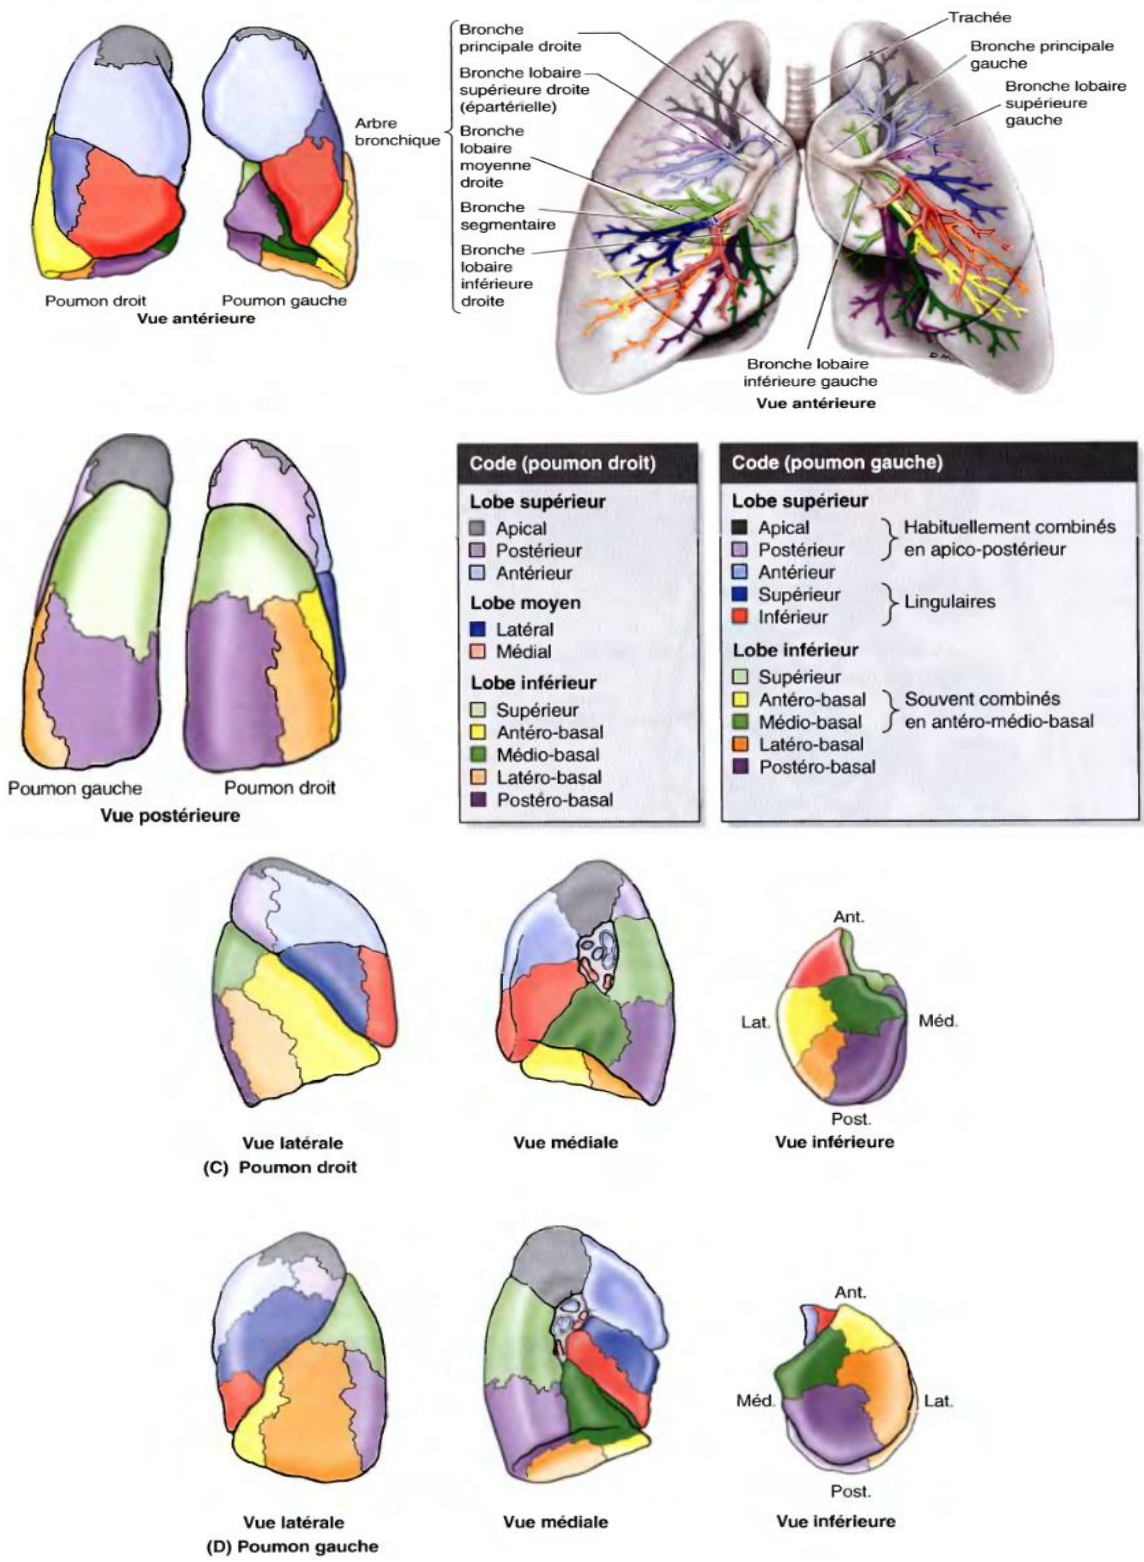 Poumon droit
Poumon gauche
Vue antérieure
Arbre
bronchique
Bronche
principale droite
Bronche lobaire
supérieure droite
(épartérielle)
Bronche
lobaire
moyenne
droite
Bronche
segmentaire
Bronche
lobaire
inférieure
droite
Trachée
Bronche principale
gauche
Bronche lobaire
supérieure
gauche
Bronche lobaire
inférieure gauche
Vue antérieure
Poumon gauche
Poumon droit
Vue postérieure
Code (poumon droit)
Lobe supérieur
Apical
Postérieur
Antérieur
Lobe moyen
Latéral
Médial
Lobe inférieur
Supérieur
Antéro-basal
Médio-basal
Latéro-basal
Postéro-basal
Code (poumon gauche)
Lobe supérieur
Apical
Postérieur
Habituellement combinés
en apico-postérieur
Antérieur
Supérieur
Inférieur
Lingulaires
Lobe inférieur
Supérieur
Antéro-basal
Médio-basal
Souvent combinés
en antéro-médio-basal
Latéro-basal
Postéro-basal
Vue latérale
(C) Poumon droit
Vue médiale
Ant.
Lat.
Méd.
Post.
Vue inférieure
Vue latérale
(D) Poumon gauche
Vue médiale
Ant.
Méd.
Lat.
Post.
Vue inférieure